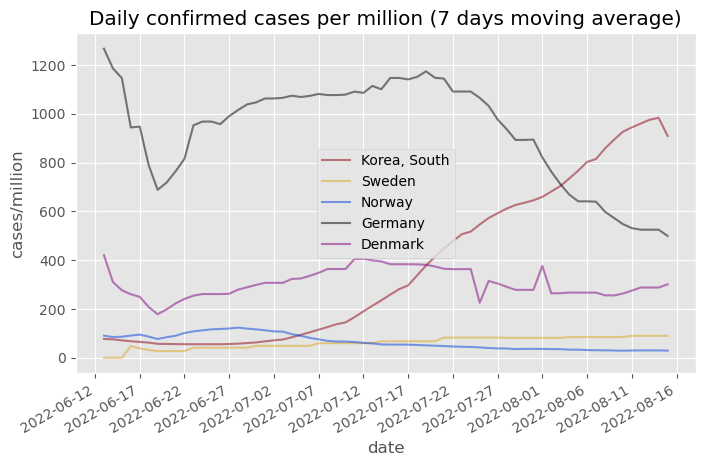 Daily confirmed cases per million (7 days moving average)
1200
1000
800
600
400
200
0
cases/million
Korea, South
Sweden
Norway
Germany
Denmark
2022-06-12
2022-06-17
2022-06-22
2022-06-27
2022-07-02
2022-07-07
2022-07-12
2022-07-17
2022-07-22
2022-07-27
2022-08-01
2022-08-06
2022-08-11
2022-08-16
date